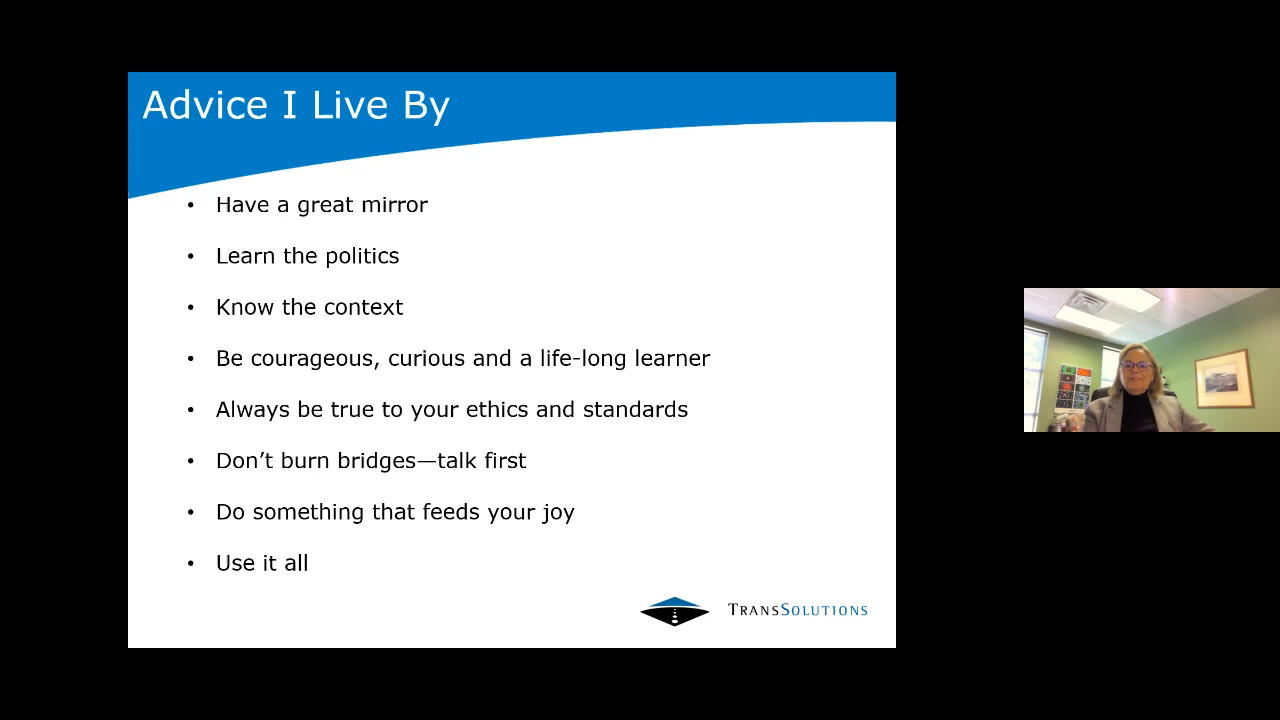 Advice I Live By
• Have a great mirror
• Learn the politics
• Know the context
• Be courageous, curious and a life-long learner
• Always be true to your ethics and standards
• Don’t burn bridges—talk first
• Do something that feeds your joy
• Use it all
TRANSSOLUTIONS